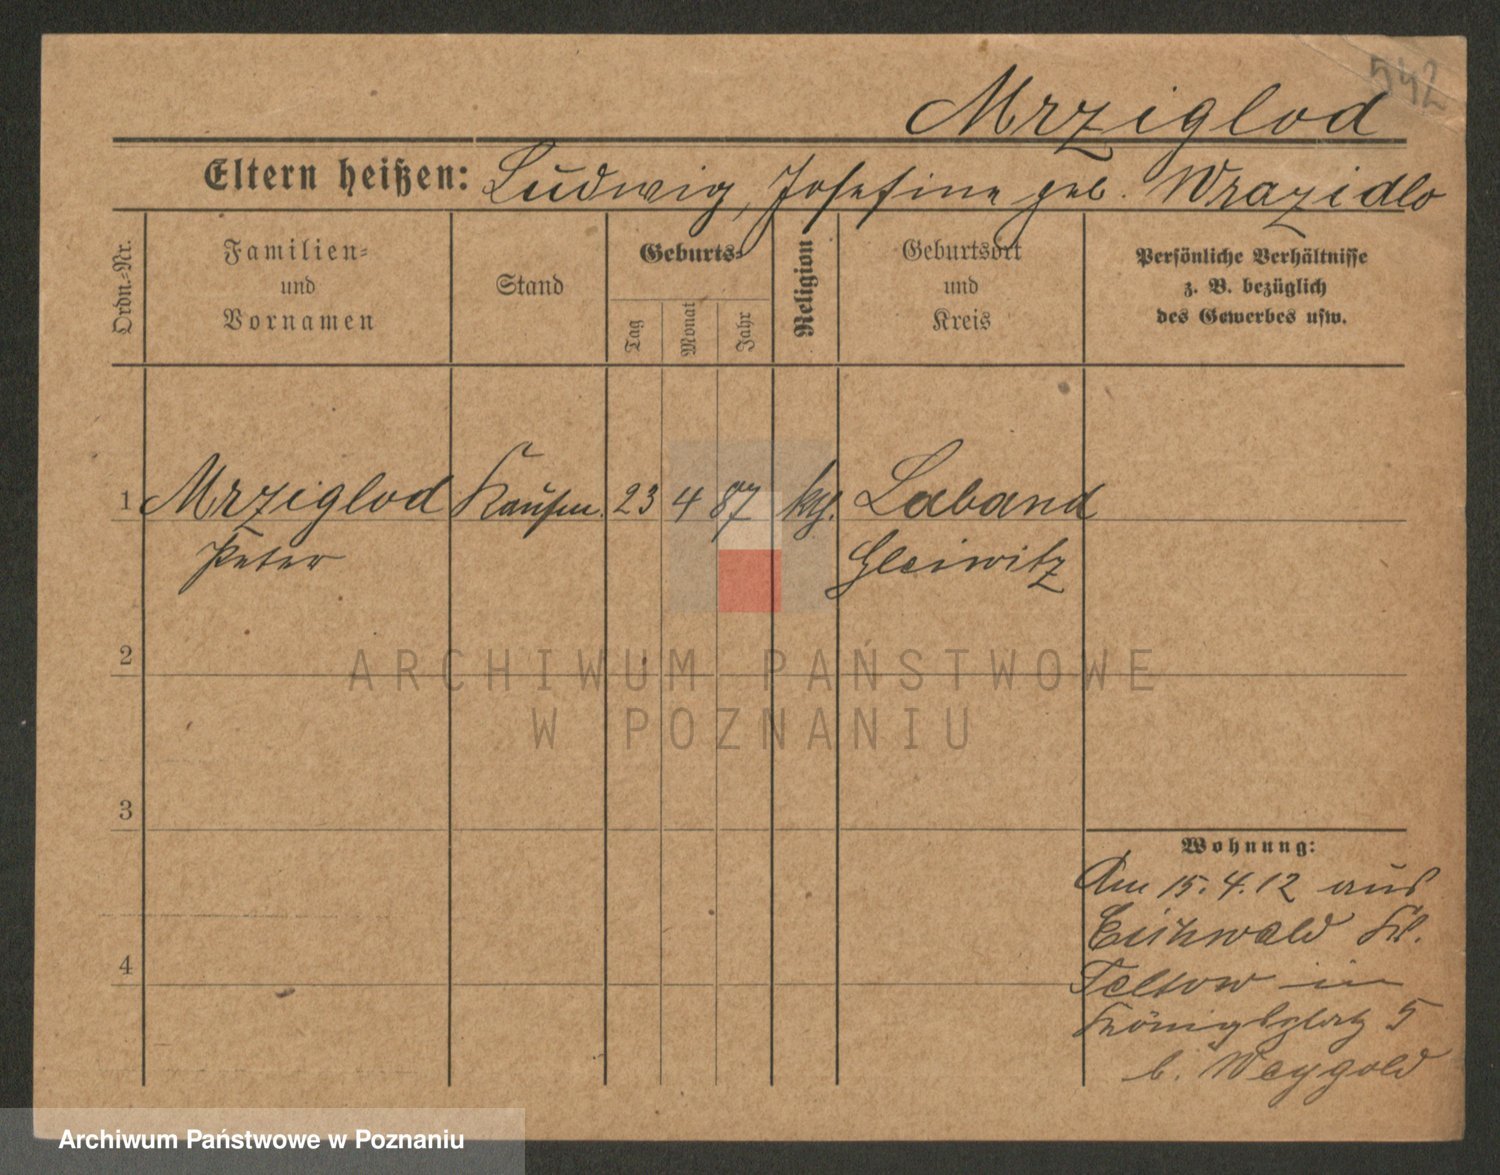 542
Mrziglod
Eltern heißen: Ludwig, Josefine geb. Wrazidlo
Ordn.-Nr.
Familien-
und
Vornamen
Stand
Geburts-
Tag
Monat
Jahr
Religion
Geburtsort
und
Kreis
Persönliche Verhältnisse
z. B. bezüglich
des Gewerbes usw.
1 Mrziglod Kaufm. 23 4 87 kth. Laband
Peter Gleiwitz
2
ARCHIWUM PAŃSTWOWE
W POZNANIU
3
Wohnung:
Am 15.4.12 aus
Eichwald Kr.
4
Teltow in
Königsplatz 5
b. Weygold
Archiwum Państwowe w Poznaniu